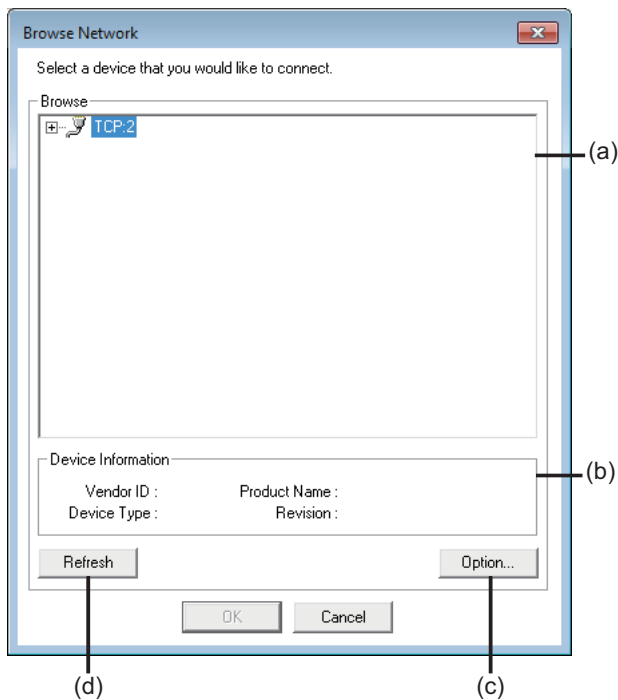 Browse Network
Select a device that you would like to connect.
Browse
TCP:2
(a)
Device Information
Vendor ID : Product Name :
Device Type : Revision :
(b)
Refresh Option...
OK Cancel
(d) (c)